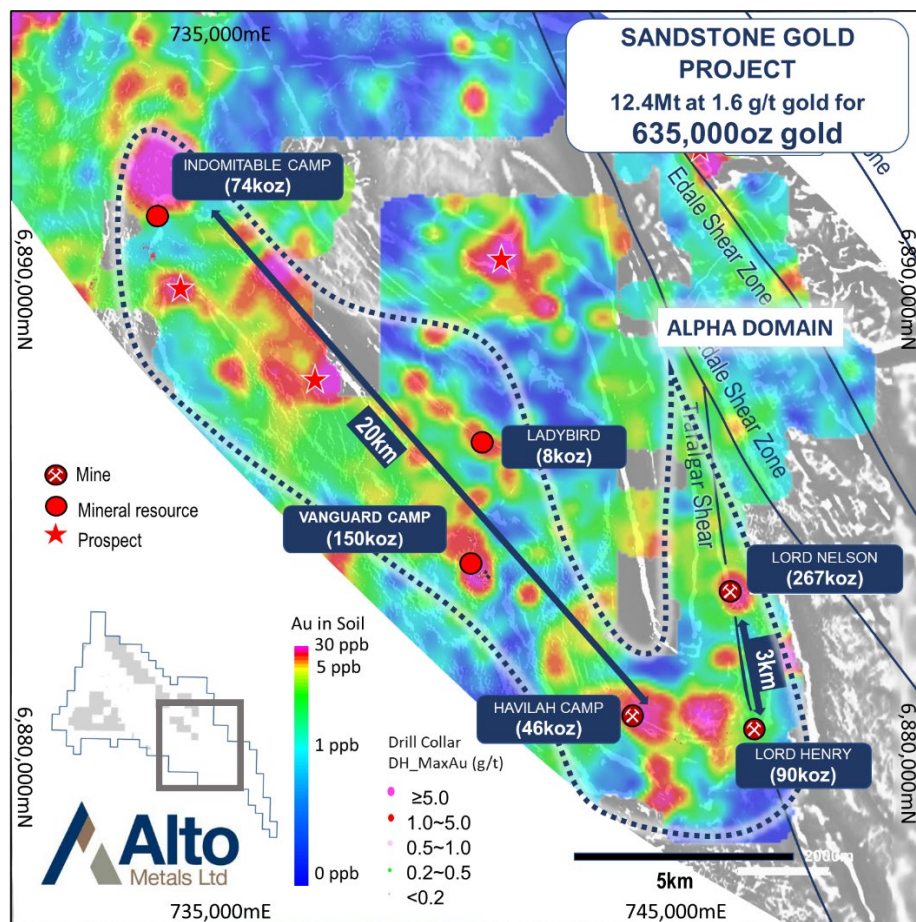 735,000mE
SANDSTONE GOLD
PROJECT
12.4Mt at 1.6 g/t gold for
635,000oz gold
INDOMITABLE CAMP
(74koz)
6,890,000mN
6,890,000mN
Edale Shear Zone
ALPHA DOMAIN
Edale Shear Zone
Trafalgar Shear
20km
LADYBIRD
(8koz)
Mine
Mineral resource
Prospect
VANGUARD CAMP
(150koz)
LORD NELSON
(267koz)
3km
Au in Soil
30 ppb
5 ppb
1 ppb
0 ppb
HAVILAH CAMP
(46koz)
LORD HENRY
(90koz)
6,880,000mN
6,880,000mN
Drill Collar
DH_MaxAu (g/t)
≥5.0
1.0~5.0
0.5~1.0
0.2~0.5
<0.2
Alto
Metals Ltd
2000m
5km
735,000mE
745,000mE